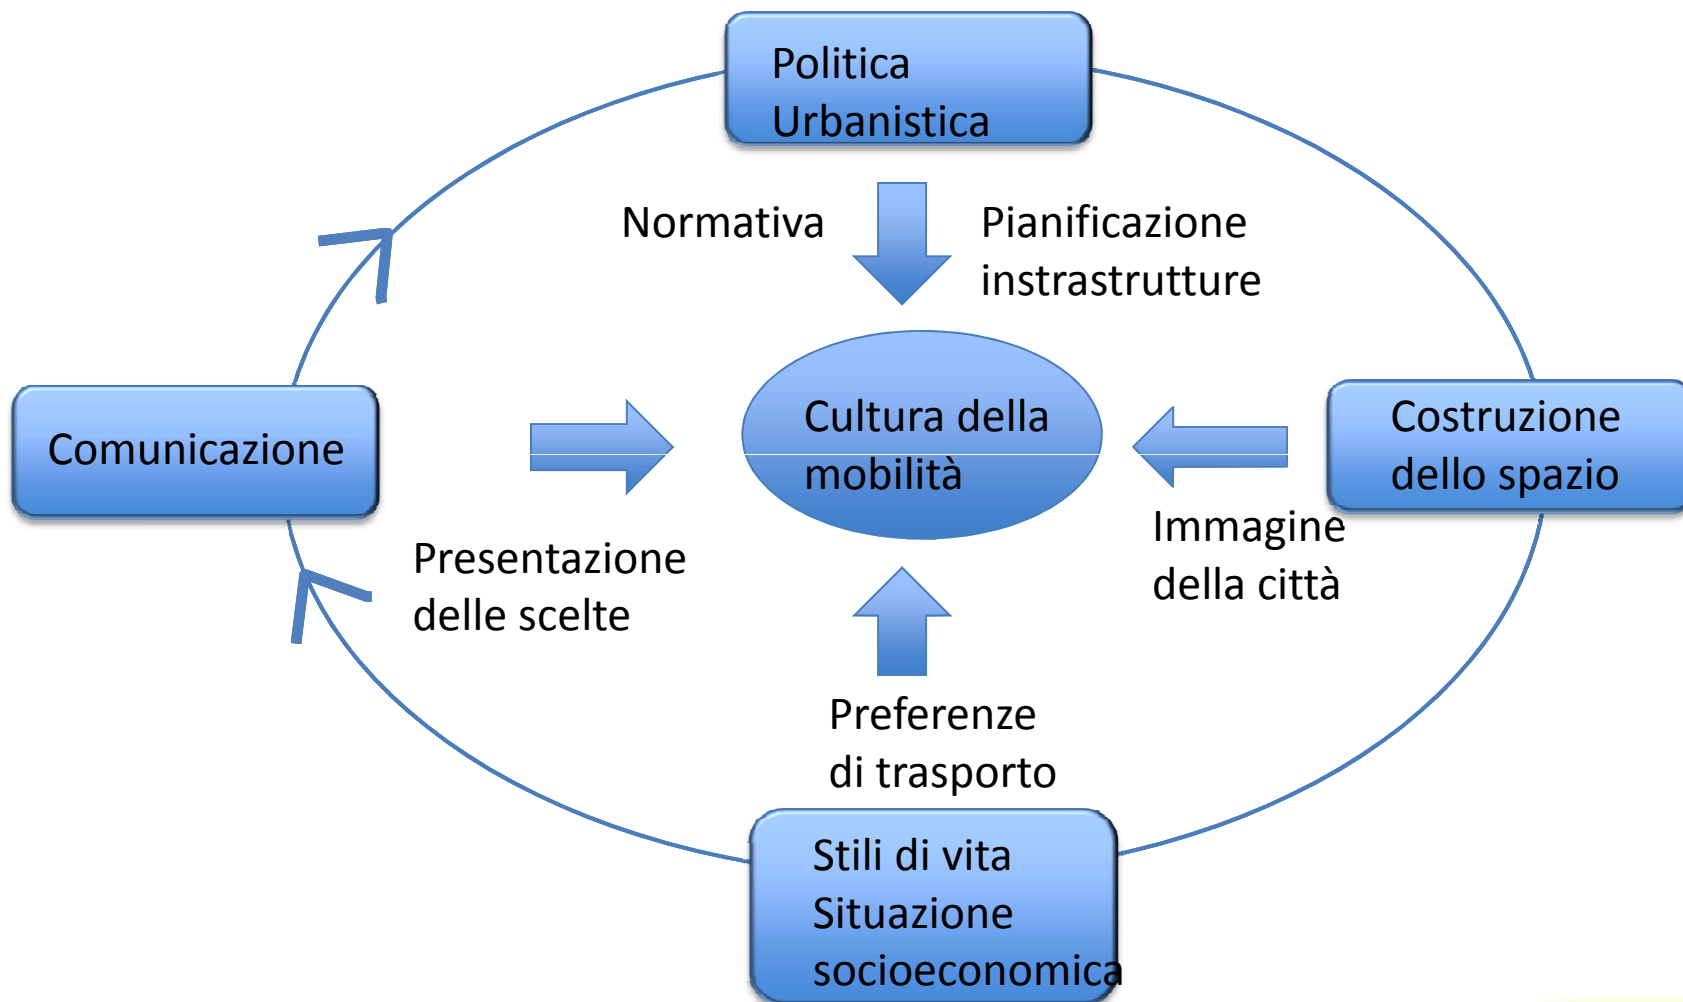 Politica
Urbanistica
Normativa
Pianificazione
instrastrutture
Comunicazione
Cultura della
mobilità
Costruzione
dello spazio
Presentazione
delle scelte
Immagine
della città
Preferenze
di trasporto
Stili di vita
Situazione
socioeconomica